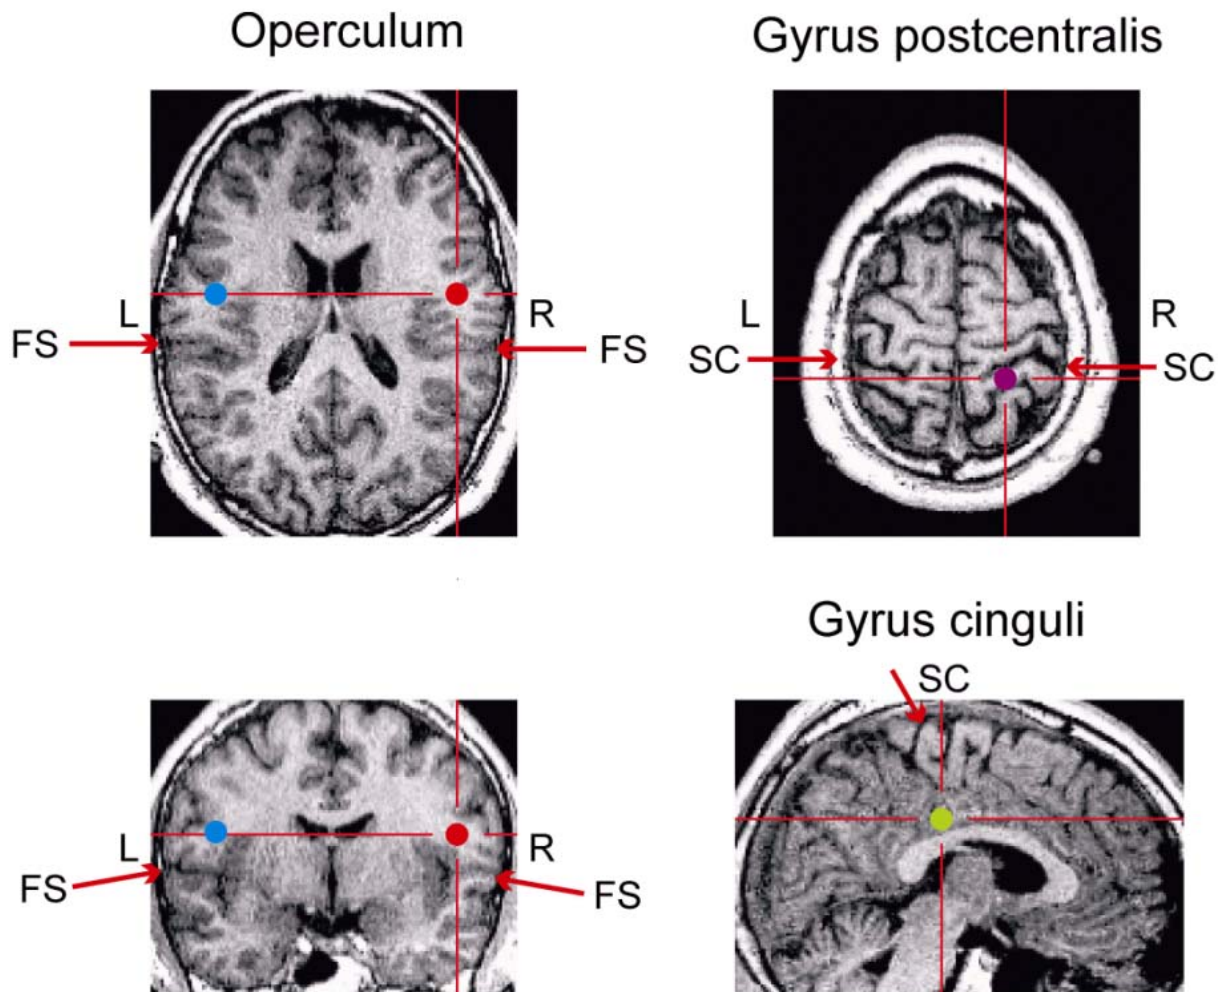 Operculum
Gyrus postcentralis
L
R
FS
FS
L
R
SC
SC
Gyrus cinguli
SC
L
R
FS
FS